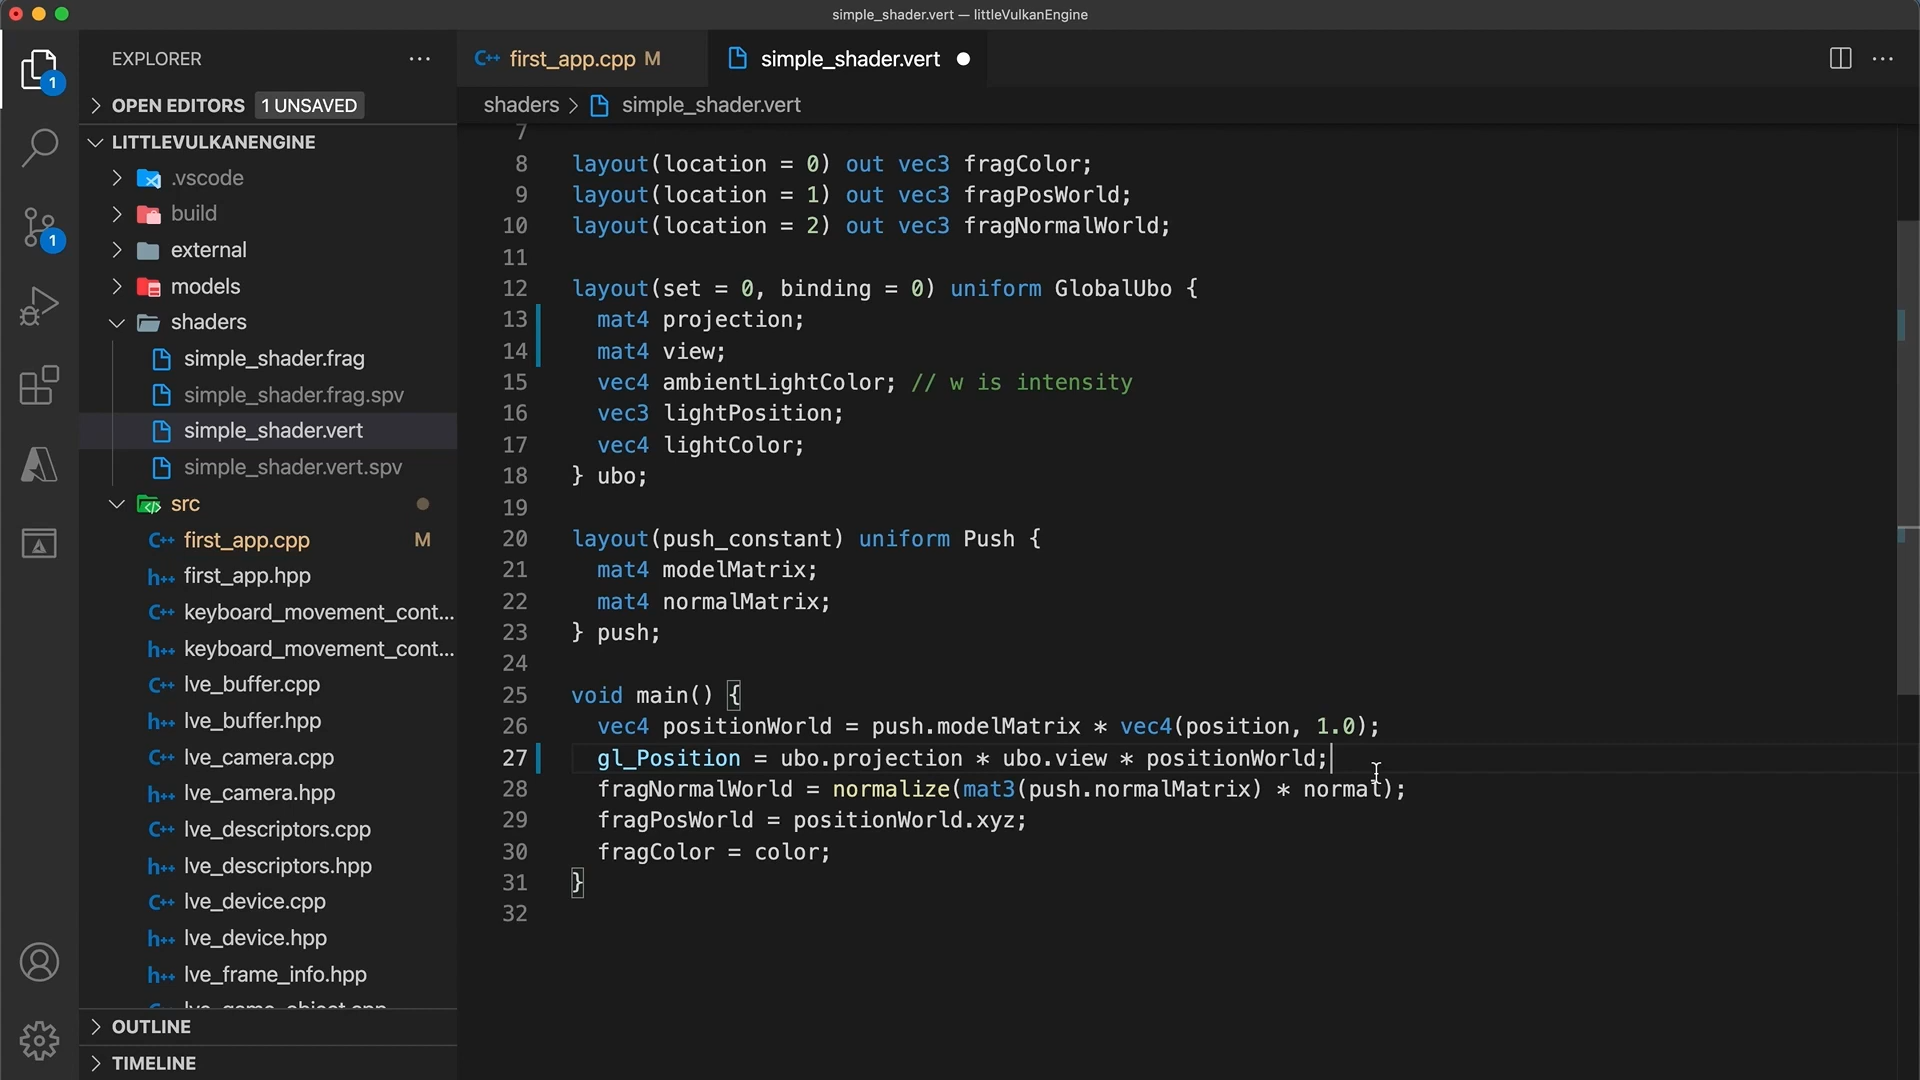 simple_shader.vert — littleVulkanEngine
EXPLORER
OPEN EDITORS 1 UNSAVED
LITTLEVULKANENGINE
.vscode
build
external
models
shaders
simple_shader.frag
simple_shader.frag.spv
simple_shader.vert
simple_shader.vert.spv
src
C++ first_app.cpp M
h++ first_app.hpp
C++ keyboard_movement_cont...
h++ keyboard_movement_cont...
C++ lve_buffer.cpp
h++ lve_buffer.hpp
C++ lve_camera.cpp
h++ lve_camera.hpp
C++ lve_descriptors.cpp
h++ lve_descriptors.hpp
C++ lve_device.cpp
h++ lve_device.hpp
h++ lve_frame_info.hpp
OUTLINE
TIMELINE
1
1
C++ first_app.cpp M
simple_shader.vert
shaders > simple_shader.vert
7
8 layout(location = 0) out vec3 fragColor;
9 layout(location = 1) out vec3 fragPosWorld;
10 layout(location = 2) out vec3 fragNormalWorld;
11
12 layout(set = 0, binding = 0) uniform GlobalUbo {
13 mat4 projection;
14 mat4 view;
15 vec4 ambientLightColor; // w is intensity
16 vec3 lightPosition;
17 vec4 lightColor;
18 } ubo;
19
20 layout(push_constant) uniform Push {
21 mat4 modelMatrix;
22 mat4 normalMatrix;
23 } push;
24
25 void main() {
26 vec4 positionWorld = push.modelMatrix * vec4(position, 1.0);
27 gl_Position = ubo.projection * ubo.view * positionWorld;
28 fragNormalWorld = normalize(mat3(push.normalMatrix) * normal);
29 fragPosWorld = positionWorld.xyz;
30 fragColor = color;
31 }
32